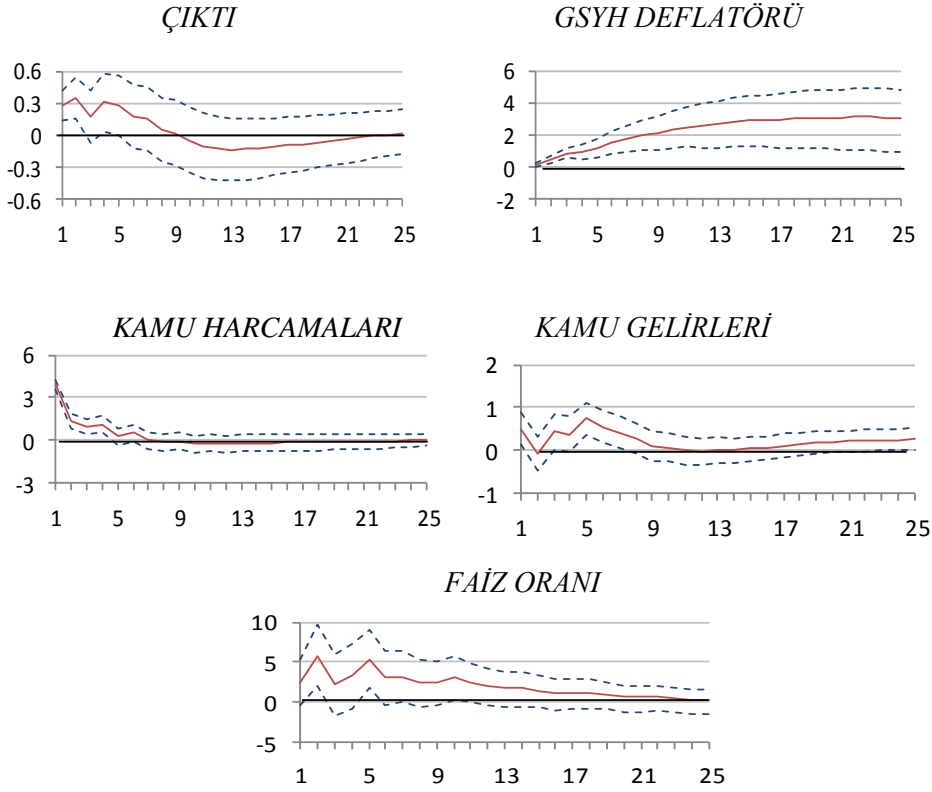 ÇIKTI
0.6
0.3
0
-0.3
-0.6
1 5 9 13 17 21 25
GSYH DEFLATÖRÜ
6
4
2
0
-2
1 5 9 13 17 21 25
KAMU HARCAMALARI
6
3
0
-3
1 5 9 13 17 21 25
KAMU GELİRLERİ
2
1
0
-1
1 5 9 13 17 21 25
FAİZ ORANI
10
5
0
-5
1 5 9 13 17 21 25